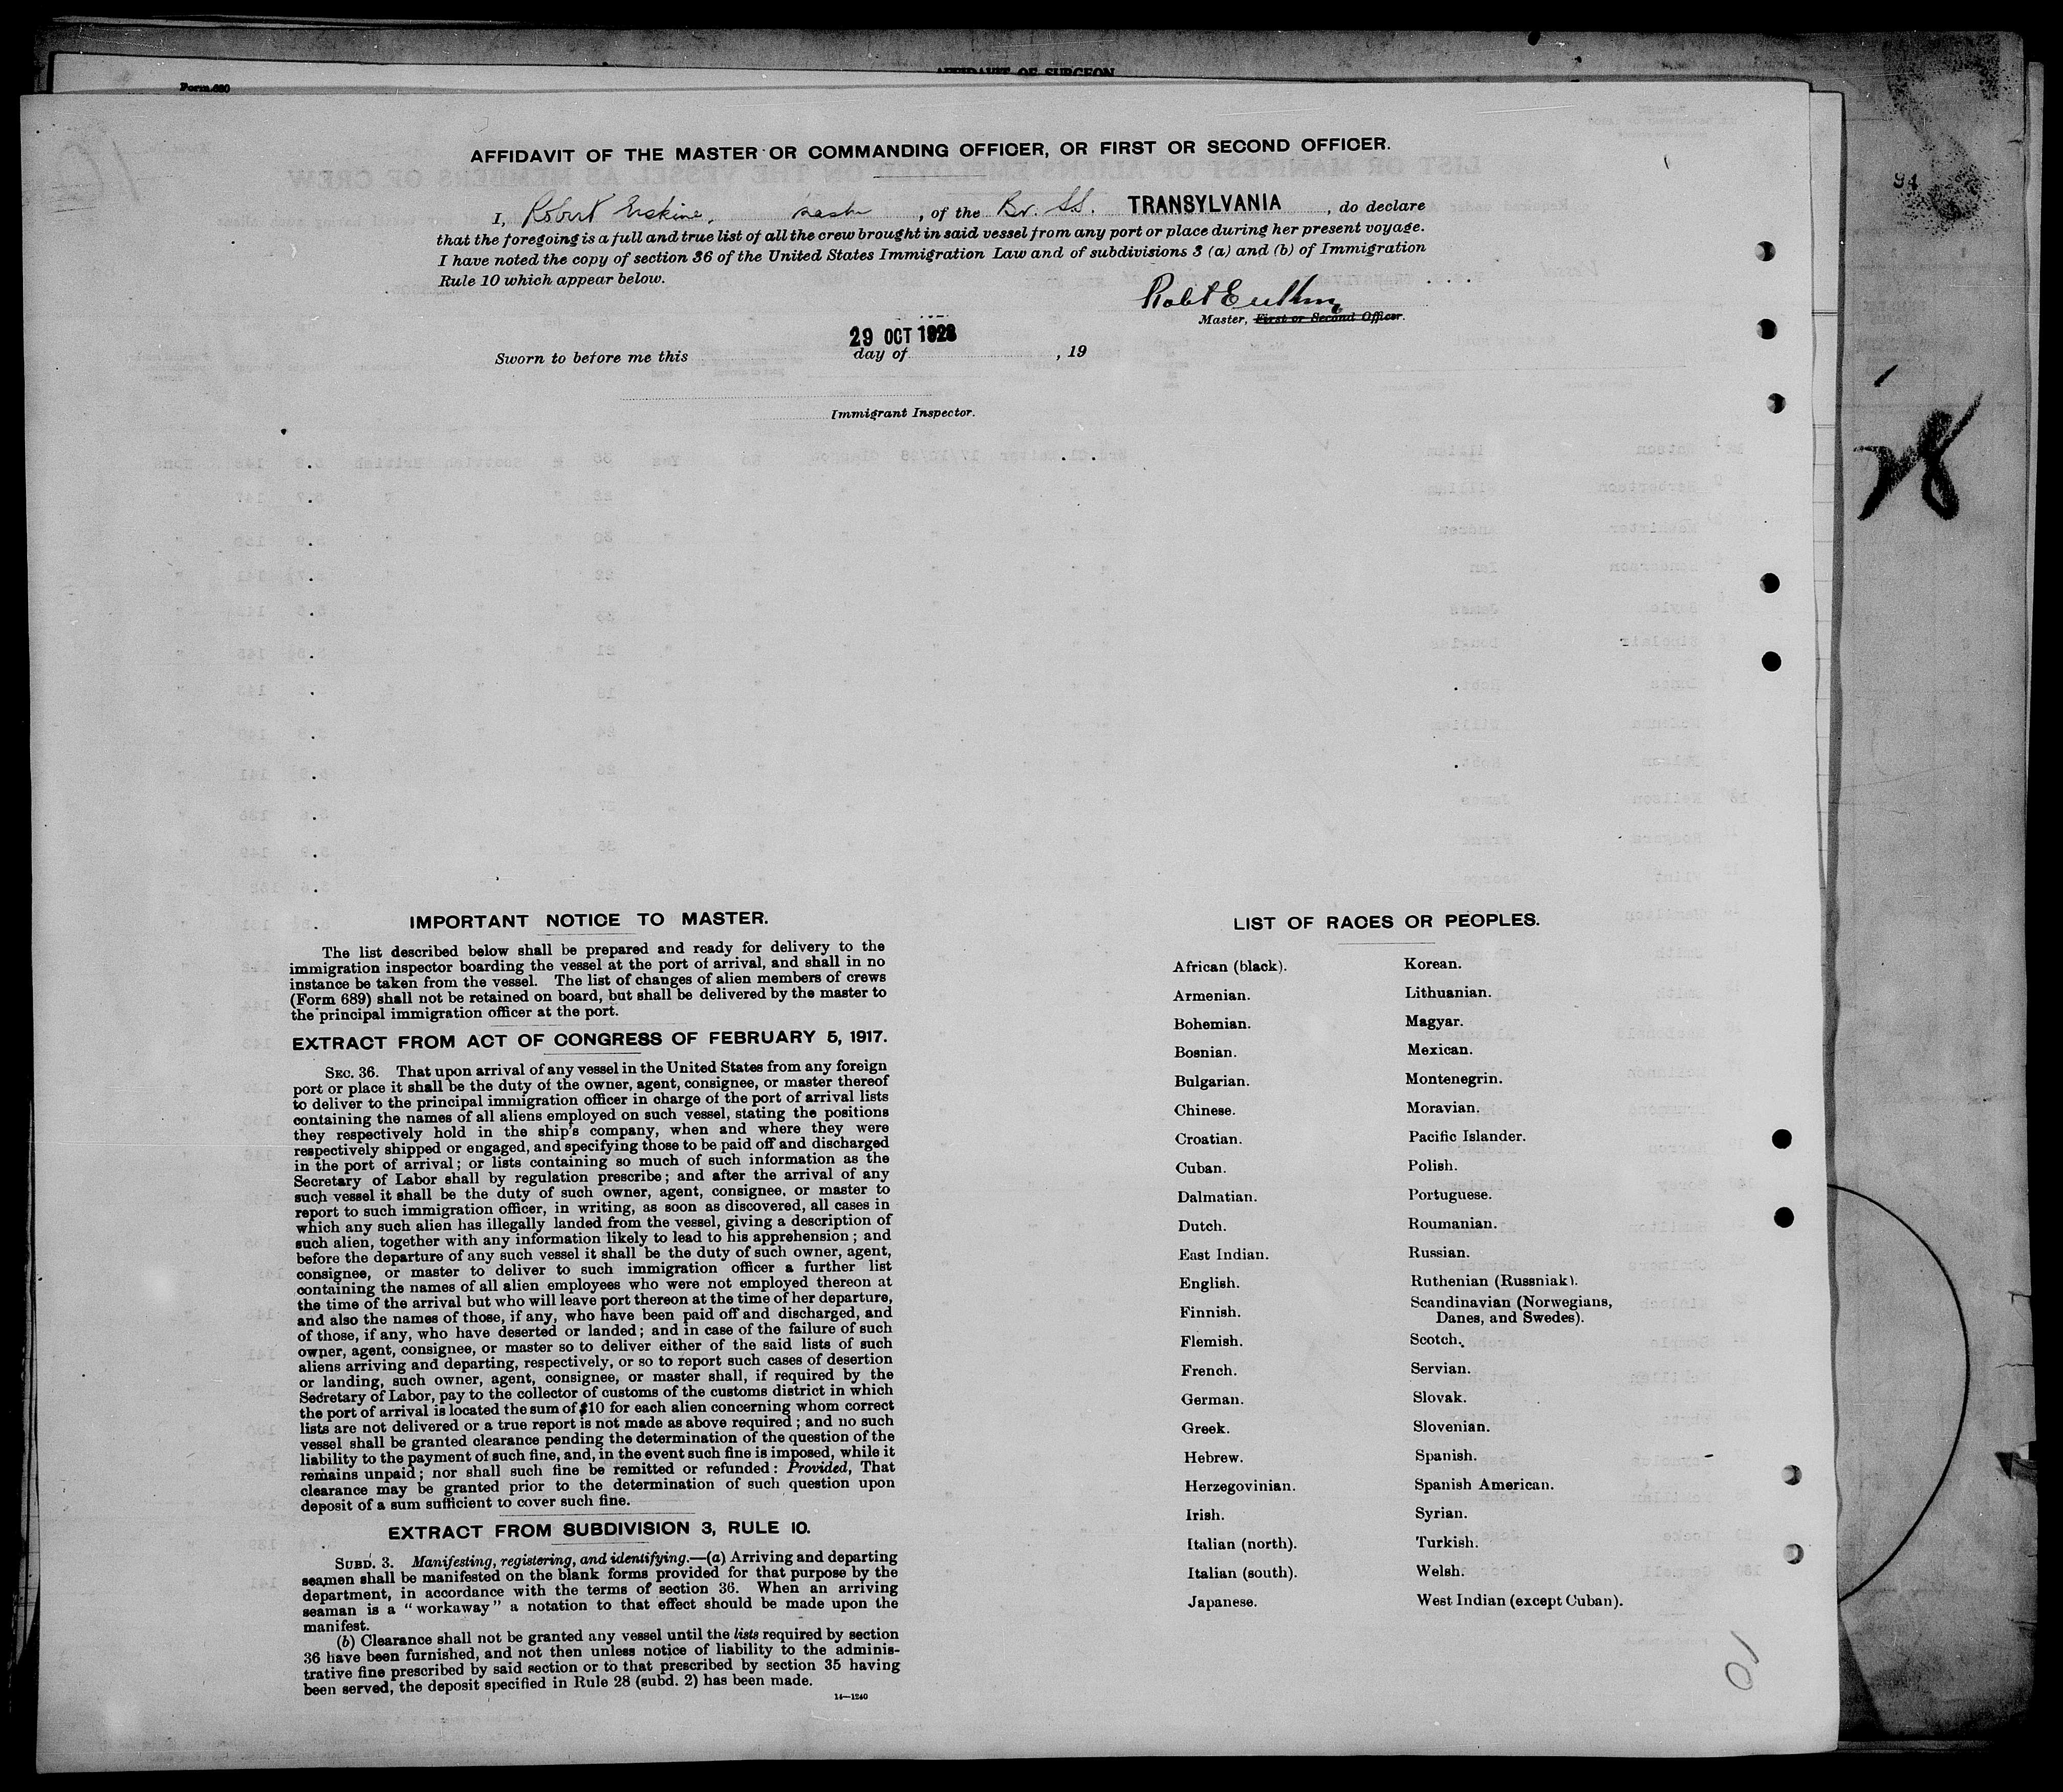 AFFIDAVIT OF SURGEON
Form 680
AFFIDAVIT OF THE MASTER OR COMMANDING OFFICER, OR FIRST OR SECOND OFFICER.
I, Robert Erskine, , of the Br. SS. TRANSYLVANIA, do declare
that the foregoing is a full and true list of all the crew brought in said vessel from any port or place during her present voyage.
I have noted the copy of section 36 of the United States Immigration Law and of subdivisions 3 (a) and (b) of Immigration
Rule 10 which appear below.
Robt Erskine
Master, First or Second Officer.
29 OCT 1928
Sworn to before me this day of , 19
Immigrant Inspector.
94
28
IMPORTANT NOTICE TO MASTER.
The list described below shall be prepared and ready for delivery to the
immigration inspector boarding the vessel at the port of arrival, and shall in no
instance be taken from the vessel. The list of changes of alien members of crews
(Form 689) shall not be retained on board, but shall be delivered by the master to
the principal immigration officer at the port.
EXTRACT FROM ACT OF CONGRESS OF FEBRUARY 5, 1917.
SEC. 36. That upon arrival of any vessel in the United States from any foreign
port or place it shall be the duty of the owner, agent, consignee, or master thereof
to deliver to the principal immigration officer in charge of the port of arrival lists
containing the names of all aliens employed on such vessel, stating the positions
they respectively hold in the ship's company, when and where they were
respectively shipped or engaged, and specifying those to be paid off and discharged
in the port of arrival; or lists containing so much of such information as the
Secretary of Labor shall by regulation prescribe; and after the arrival of any
such vessel it shall be the duty of such owner, agent, consignee, or master to
report to such immigration officer, in writing, as soon as discovered, all cases in
which any such alien has illegally landed from the vessel, giving a description of
such alien, together with any information likely to lead to his apprehension; and
before the departure of any such vessel it shall be the duty of such owner, agent,
consignee, or master to deliver to such immigration officer a further list
containing the names of all alien employees who were not employed thereon at
the time of the arrival but who will leave port thereon at the time of her departure,
and also the names of those, if any, who have been paid off and discharged, and
of those, if any, who have deserted or landed; and in case of the failure of such
owner, agent, consignee, or master so to deliver either of the said lists of such
aliens arriving and departing, respectively, or so to report such cases of desertion
or landing, such owner, agent, consignee, or master shall, if required by the
Secretary of Labor, pay to the collector of customs of the customs district in which
the port of arrival is located the sum of $10 for each alien concerning whom correct
lists are not delivered or a true report is not made as above required; and no such
vessel shall be granted clearance pending the determination of the question of the
liability to the payment of such fine, and, in the event such fine is imposed, while it
remains unpaid; nor shall such fine be remitted or refunded: Provided, That
clearance may be granted prior to the determination of such question upon
deposit of a sum sufficient to cover such fine.
EXTRACT FROM SUBDIVISION 3, RULE 10.
SUBD. 3. Manifesting, registering, and identifying.—(a) Arriving and departing
seamen shall be manifested on the blank forms provided for that purpose by the
department, in accordance with the terms of section 36. When an arriving
seaman is a "workaway" a notation to that effect should be made upon the
manifest.
(b) Clearance shall not be granted any vessel until the lists required by section
36 have been furnished, and not then unless notice of liability to the adminis-
trative fine prescribed by said section or to that prescribed by section 35 having
been served, the deposit specified in Rule 28 (subd. 2) has been made.
14—1240
LIST OF RACES OR PEOPLES.
African (black).
Armenian.
Bohemian.
Bosnian.
Bulgarian.
Chinese.
Croatian.
Cuban.
Dalmatian.
Dutch.
East Indian.
English.
Finnish.
Flemish.
French.
German.
Greek.
Hebrew.
Herzegovinian.
Irish.
Italian (north).
Italian (south).
Japanese.
Korean.
Lithuanian.
Magyar.
Mexican.
Montenegrin.
Moravian.
Pacific Islander.
Polish.
Portuguese.
Roumanian.
Russian.
Ruthenian (Russniak).
Scandinavian (Norwegians,
Danes, and Swedes).
Scotch.
Servian.
Slovak.
Slovenian.
Spanish.
Spanish American.
Syrian.
Turkish.
Welsh.
West Indian (except Cuban).
10